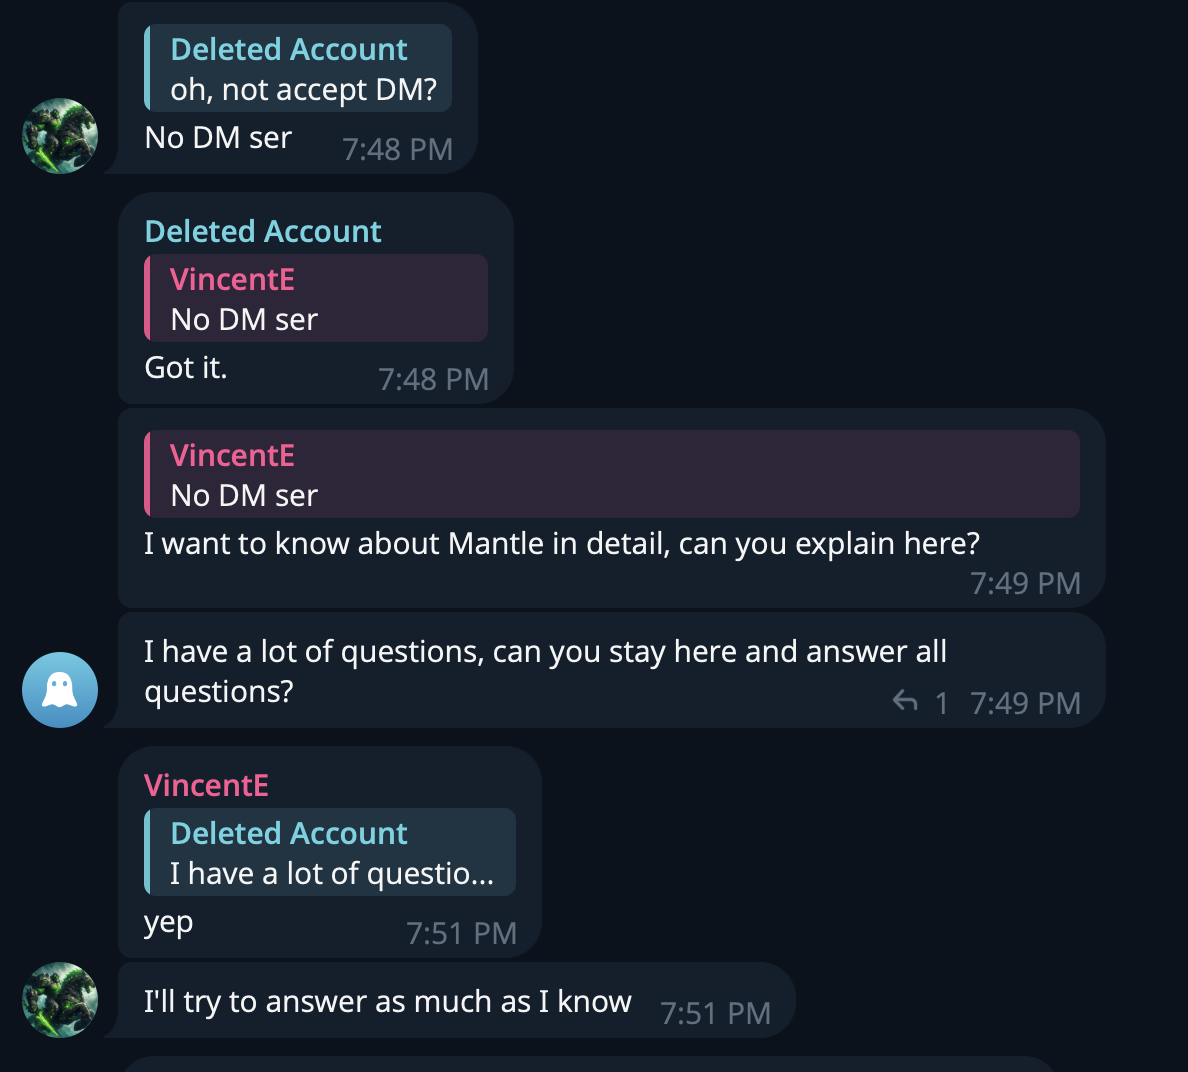 Deleted Account
oh, not accept DM?
No DM ser
7:48 PM
Deleted Account
VincentE
No DM ser
Got it.
7:48 PM
VincentE
No DM ser
I want to know about Mantle in detail, can you explain here?
7:49 PM
I have a lot of questions, can you stay here and answer all
questions?
1 7:49 PM
VincentE
Deleted Account
I have a lot of questio...
yep
7:51 PM
I'll try to answer as much as I know
7:51 PM